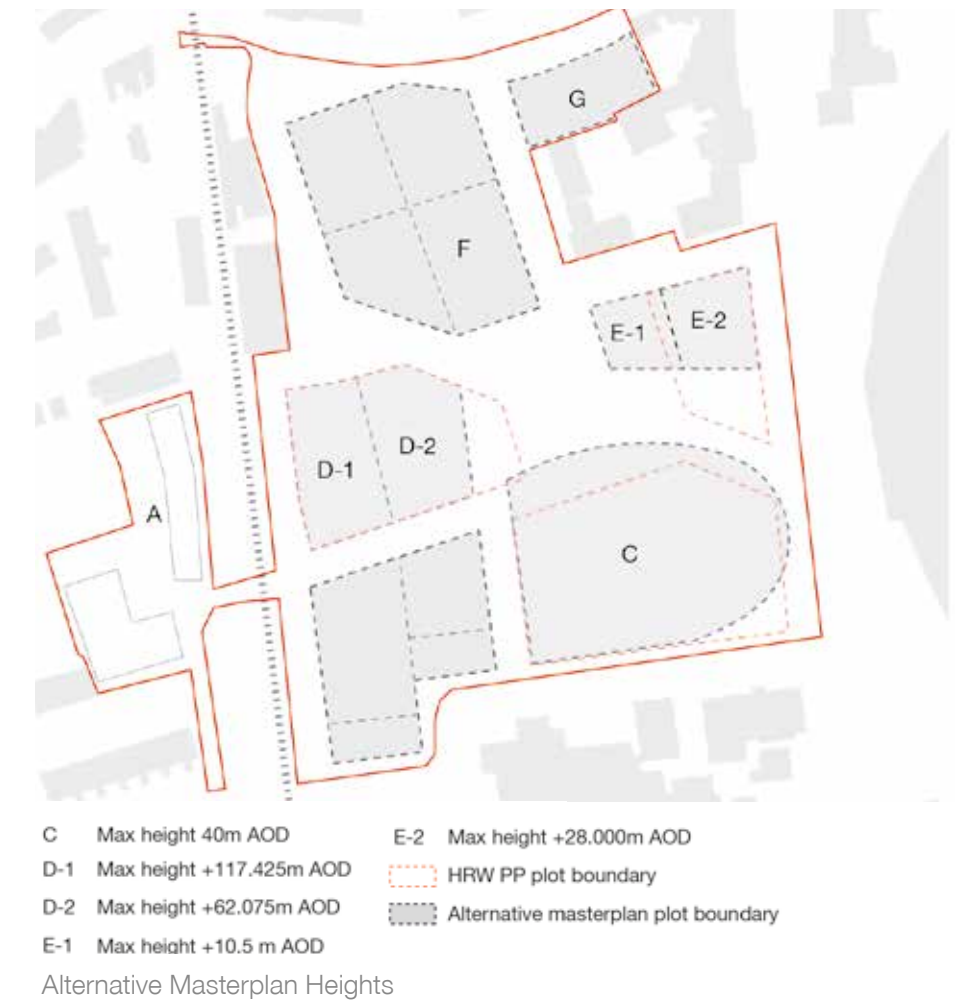 G
F
E-1
E-2
D-1
D-2
A
C
C Max height 40m AOD
D-1 Max height +117.425m AOD
D-2 Max height +62.075m AOD
E-1 Max height +10.5 m AOD
E-2 Max height +28.000m AOD
HRW PP plot boundary
Alternative masterplan plot boundary
Alternative Masterplan Heights